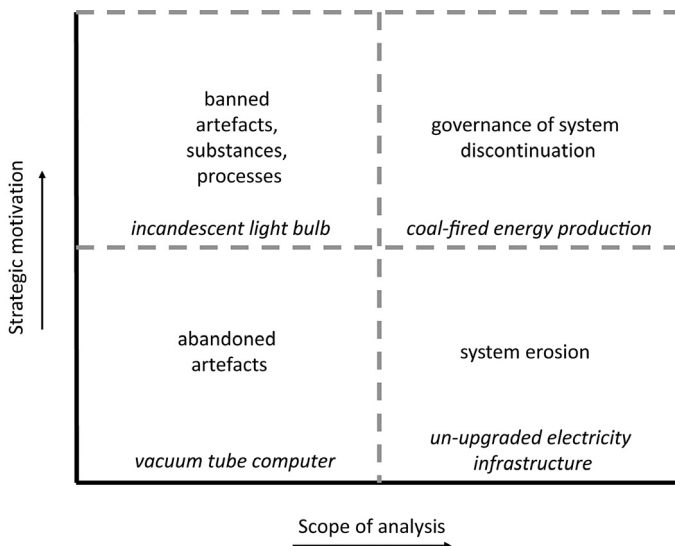 banned
artefacts,
substances,
processes
incandescent light bulb
governance of system
discontinuation
coal-fired energy production
Strategic motivation
abandoned
artefacts
vacuum tube computer
system erosion
un-upgraded electricity
infrastructure
Scope of analysis